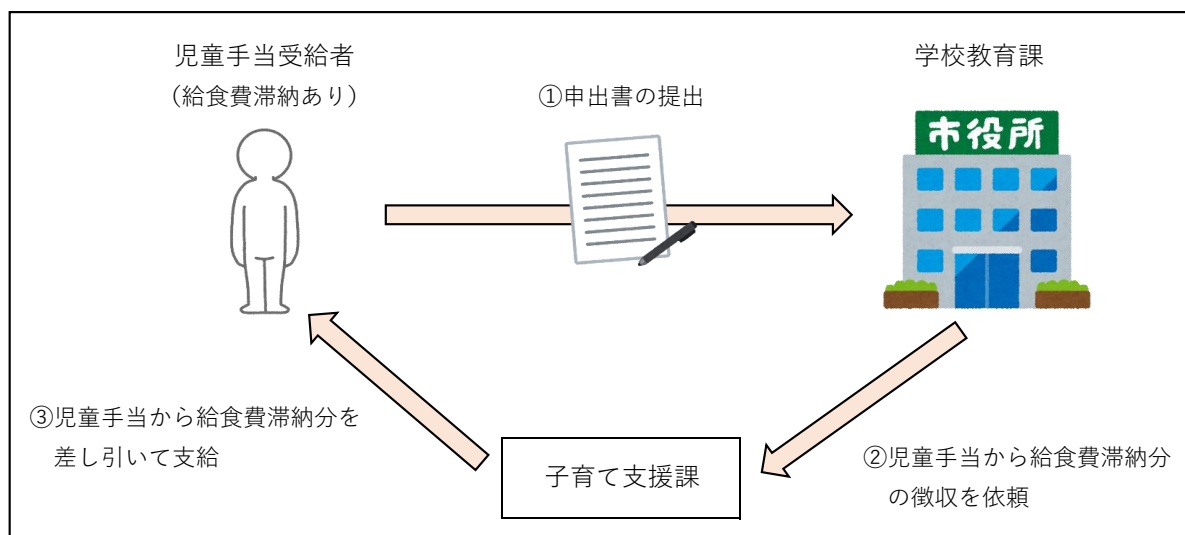 児童手当受給者
(給食費滞納あり)
①申出書の提出
学校教育課
市役所
③児童手当から給食費滞納分を
差し引いて支給
子育て支援課
②児童手当から給食費滞納分
の徴収を依頼